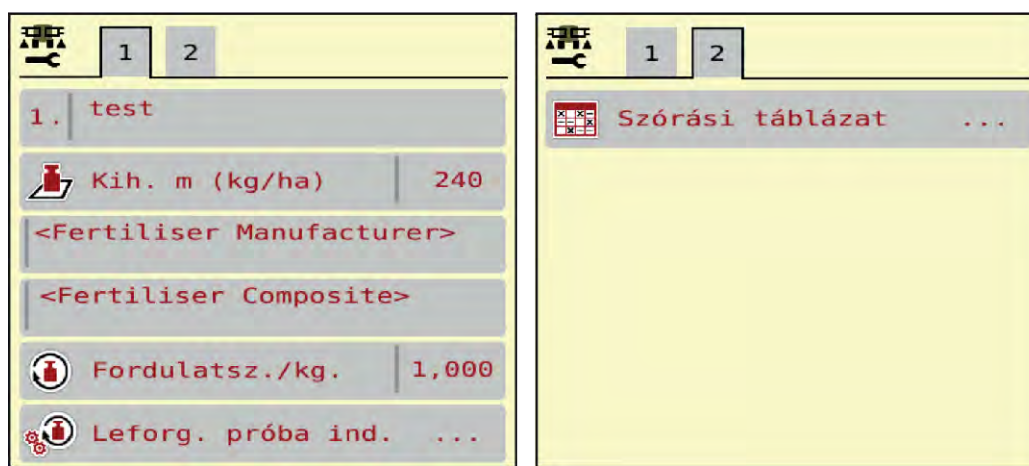 1 2
1. test
Kih. m (kg/ha) 240
<Fertiliser Manufacturer>
<Fertiliser Composite>
Fordulatsz./kg. 1,000
Leforg. próba ind. ...
1 2
Szórási táblázat ...